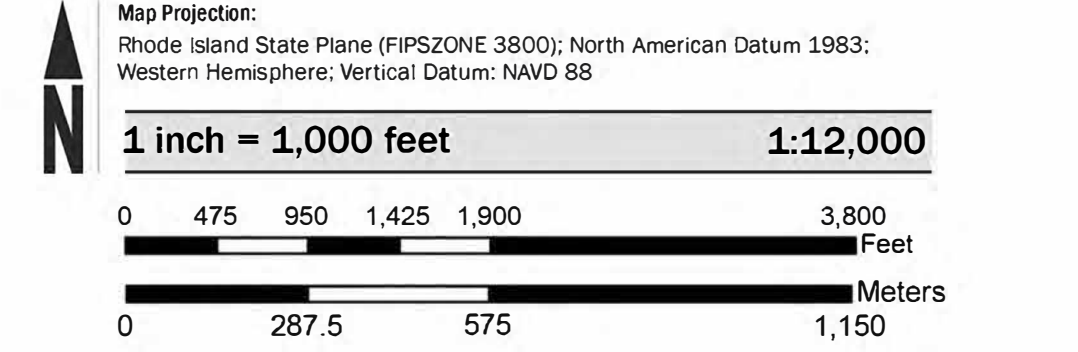 Map Projection:
Rhode Island State Plane (FIPSZONE 3800); North American Datum 1983;
Western Hemisphere; Vertical Datum: NAVD 88
N
1 inch = 1,000 feet 1:12,000
0 475 950 1,425 1,900 3,800
Feet
Meters
0 287.5 575 1,150